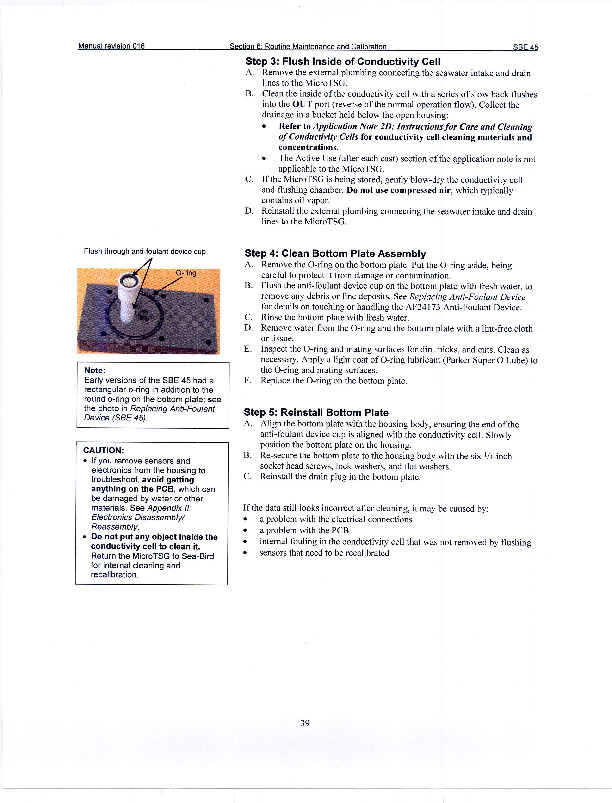 Manual revision 016 Section 6: Routine Maintenance and Calibration SBE 45
Step 3: Flush Inside of Conductivity Cell
A. Remove the external plumbing connecting the seawater intake and drain
lines to the MicroTSG.
B. Clean the inside of the conductivity cell with a series of slow back flushes
into the OUT port (reverse of the normal operation flow). Collect the
drainage in a bucket held below the open housing:
• Refer to Application Note 2D: Instructions for Care and Cleaning
of Conductivity Cells for conductivity cell cleaning materials and
concentrations.
• The Active Use (after each cast) section of the application note is not
applicable to the MicroTSG.
C. If the MicroTSG is being stored, gently blow-dry the conductivity cell
and flushing chamber. Do not use compressed air, which typically
contains oil vapor.
D. Reinstall the external plumbing connecting the seawater intake and drain
lines to the MicroTSG.
Flush through anti-foulant device cup
O-ring
Step 4: Clean Bottom Plate Assembly
A. Remove the O-ring on the bottom plate. Put the O-ring aside, being
careful to protect it from damage or contamination.
B. Flush the anti-foulant device cup on the bottom plate with fresh water, to
remove any debris or fine deposits. See Replacing Anti-Foulant Device
for details on touching or handling the AF24173 Anti-Foulant Device.
C. Rinse the bottom plate with fresh water.
D. Remove water from the O-ring and the bottom plate with a lint-free cloth
or tissue.
E. Inspect the O-ring and mating surfaces for dirt, nicks, and cuts. Clean as
necessary. Apply a light coat of O-ring lubricant (Parker Super O Lube) to
the O-ring and mating surfaces.
F. Replace the O-ring on the bottom plate.
Note:
Early versions of the SBE 45 had a
rectangular o-ring in addition to the
round o-ring on the bottom plate; see
the photo in Replacing Anti-Foulant
Device (SBE 45).
Step 5: Reinstall Bottom Plate
A. Align the bottom plate with the housing body, ensuring the end of the
anti-foulant device cup is aligned with the conductivity cell. Slowly
position the bottom plate on the housing.
B. Re-secure the bottom plate to the housing body with the six ¼-inch
socket head screws, lock washers, and flat washers.
C. Reinstall the drain plug in the bottom plate.
CAUTION:
• If you remove sensors and
electronics from the housing to
troubleshoot, avoid getting
anything on the PCB, which can
be damaged by water or other
materials. See Appendix II:
Electronics Disassembly/
Reassembly.
• Do not put any object inside the
conductivity cell to clean it.
Return the MicroTSG to Sea-Bird
for internal cleaning and
recalibration.
If the data still looks incorrect after cleaning, it may be caused by:
• a problem with the electrical connections
• a problem with the PCB
• internal fouling in the conductivity cell that was not removed by flushing
• sensors that need to be recalibrated
39